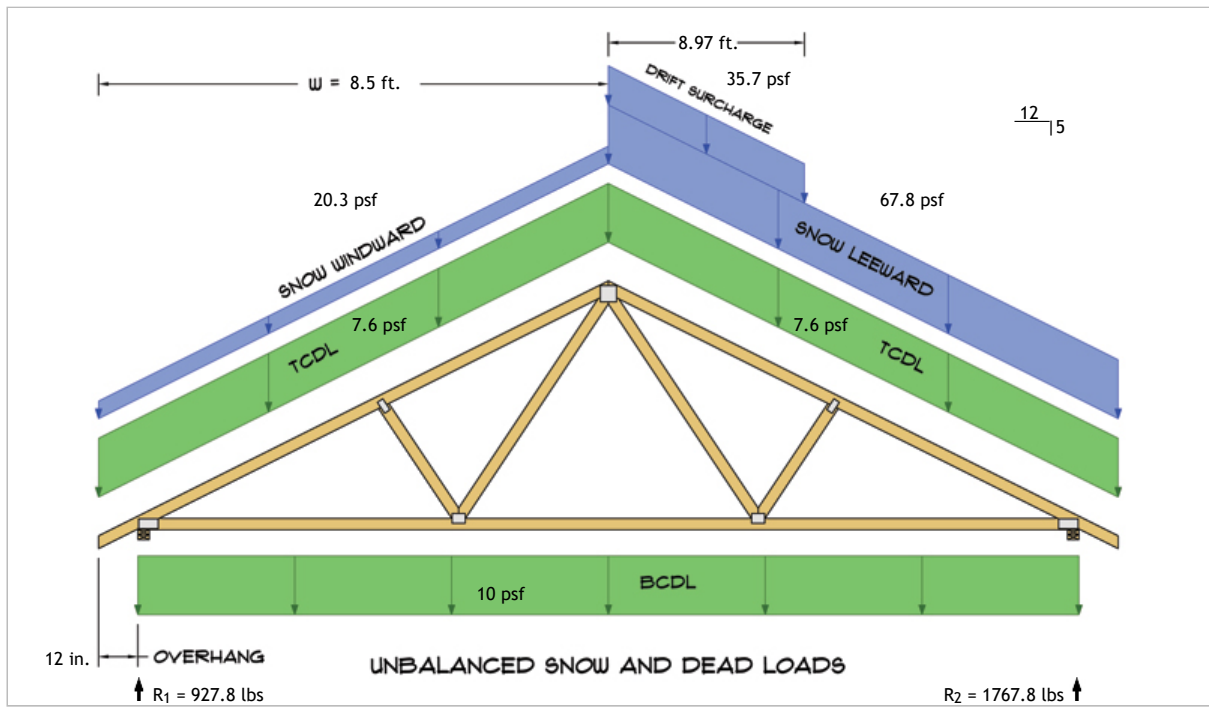 8.97 ft.
W = 8.5 ft.
DRIFT SURCHARGE
35.7 psf
12
5
20.3 psf
67.8 psf
SNOW WINDWARD
SNOW LEEWARD
7.6 psf
7.6 psf
TCDL
TCDL
10 psf
BCDL
12 in.
OVERHANG
UNBALANCED SNOW AND DEAD LOADS
R1 = 927.8 lbs
R2 = 1767.8 lbs